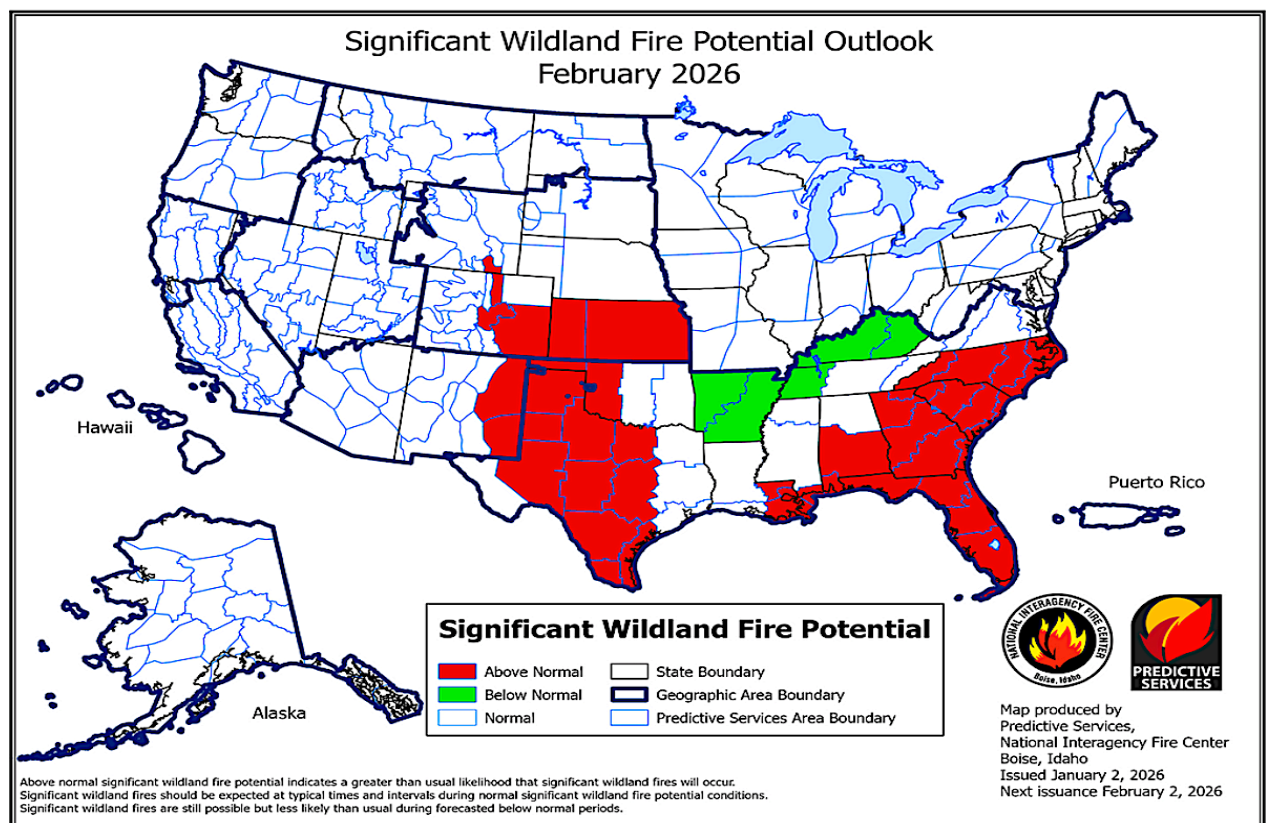 Significant Wildland Fire Potential Outlook
February 2026
Hawaii
Puerto Rico
Alaska
Significant Wildland Fire Potential
Above Normal
State Boundary
Below Normal
Geographic Area Boundary
Normal
Predictive Services Area Boundary
NATIONAL INTERAGENCY FIRE CENTER
Boise, Idaho
PREDICTIVE
SERVICES
Map produced by
Predictive Services,
National Interagency Fire Center
Boise, Idaho
Issued January 2, 2026
Next issuance February 2, 2026
Above normal significant wildland fire potential indicates a greater than usual likelihood that significant wildland fires will occur.
Significant wildland fires should be expected at typical times and intervals during normal significant wildland fire potential conditions.
Significant wildland fires are still possible but less likely than usual during forecasted below normal periods.